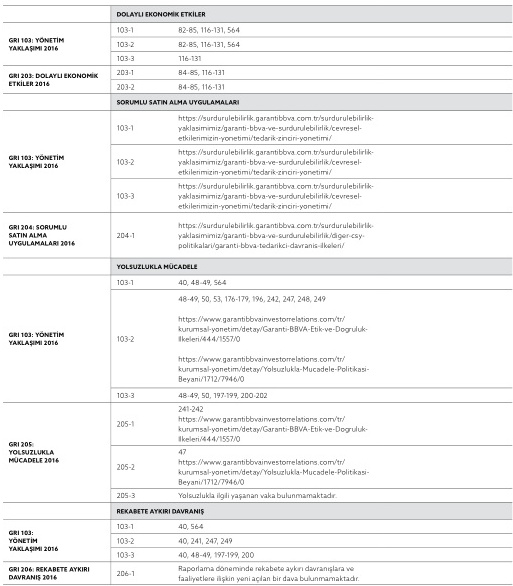 DOLAYLI EKONOMİK ETKİLER
GRI 103: YÖNETİM
YAKLAŞIMI 2016
103-1 82-85, 116-131, 564
103-2 82-85, 116-131, 564
103-3 116-131
GRI 203: DOLAYLI EKONOMİK
ETKİLER 2016
203-1 84-85, 116-131
203-2 84-85, 116-131
SORUMLU SATIN ALMA UYGULAMALARI
GRI 103: YÖNETİM
YAKLAŞIMI 2016
103-1
https://surdurulebilirlik.garantibbva.com.tr/surdurulebilirlik-
yaklasimimiz/garanti-bbva-ve-surdurulebilirlik/cevresel-
etkilerimizin-yonetimi/tedarik-zinciri-yonetimi/
103-2
https://surdurulebilirlik.garantibbva.com.tr/surdurulebilirlik-
yaklasimimiz/garanti-bbva-ve-surdurulebilirlik/cevresel-
etkilerimizin-yonetimi/tedarik-zinciri-yonetimi/
103-3
https://surdurulebilirlik.garantibbva.com.tr/surdurulebilirlik-
yaklasimimiz/garanti-bbva-ve-surdurulebilirlik/cevresel-
etkilerimizin-yonetimi/tedarik-zinciri-yonetimi/
GRI 204: SORUMLU
SATIN ALMA
UYGULAMALARI 2016
204-1
https://surdurulebilirlik.garantibbva.com.tr/surdurulebilirlik-
yaklasimimiz/garanti-bbva-ve-surdurulebilirlik/diger-csy-
politikalari/garanti-bbva-tedarikci-davranis-ilkeleri/
YOLSUZLUKLA MÜCADELE
GRI 103: YÖNETİM
YAKLAŞIMI 2016
103-1 40, 48-49, 564
103-2
48-49, 50, 53, 176-179, 196, 242, 247, 248, 249
https://www.garantibbvainvestorrelations.com/tr/
kurumsal-yonetim/detay/Garanti-BBVA-Etik-ve-Dogruluk-
Ilkeleri/444/1557/0
https://www.garantibbvainvestorrelations.com/tr/
kurumsal-yonetim/detay/Yolsuzlukla-Mucadele-Politikasi-
Beyani/1712/7946/0
103-3 48-49, 50, 197-199, 200-202
GRI 205:
YOLSUZLUKLA
MÜCADELE 2016
205-1
241-242
https://www.garantibbvainvestorrelations.com/tr/
kurumsal-yonetim/detay/Garanti-BBVA-Etik-ve-Dogruluk-
Ilkeleri/444/1557/0
205-2
47
https://www.garantibbvainvestorrelations.com/tr/
kurumsal-yonetim/detay/Yolsuzlukla-Mucadele-Politikasi-
Beyani/1712/7946/0
205-3 Yolsuzlukla ilgili yaşanan vaka bulunmamaktadır.
REKABETE AYKIRI DAVRANIŞ
GRI 103:
YÖNETİM
YAKLAŞIMI 2016
103-1 40, 564
103-2 40, 241, 247, 249
103-3 40, 48-49, 197-199, 200
GRI 206: REKABETE AYKIRI
DAVRANIŞ 2016
206-1
Raporlama döneminde rekabete aykırı davranışlara ve
faaliyetlere ilişkin yeni açılan bir dava bulunmamaktadır.